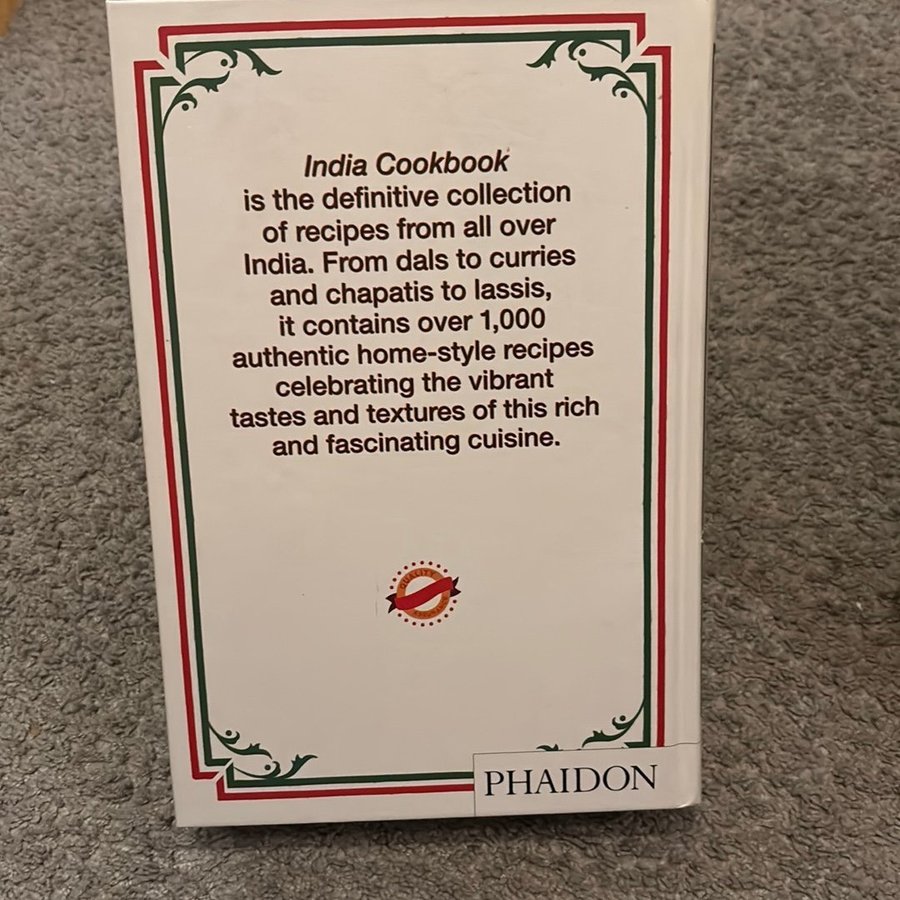 India Cookbook
is the definitive collection
of recipes from all over
India. From dals to curries
and chapatis to lassis,
it contains over 1,000
authentic home-style recipes
celebrating the vibrant
tastes and textures of this rich
and fascinating cuisine.
QUALITY
PHAIDON